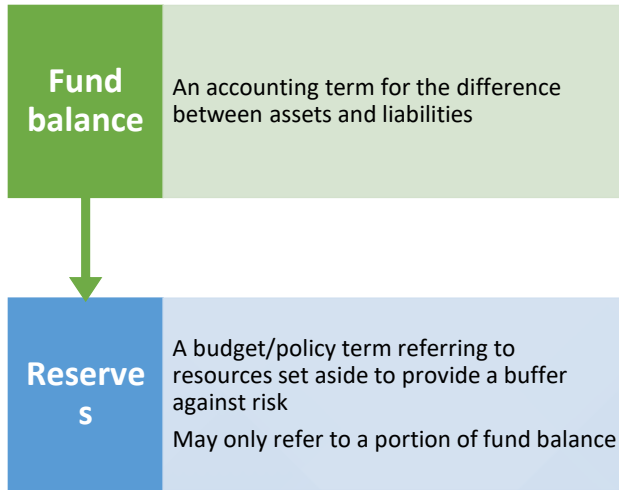 Fund
balance
An accounting term for the difference
between assets and liabilities
Reserve
s
A budget/policy term referring to
resources set aside to provide a buffer
against risk
May only refer to a portion of fund balance